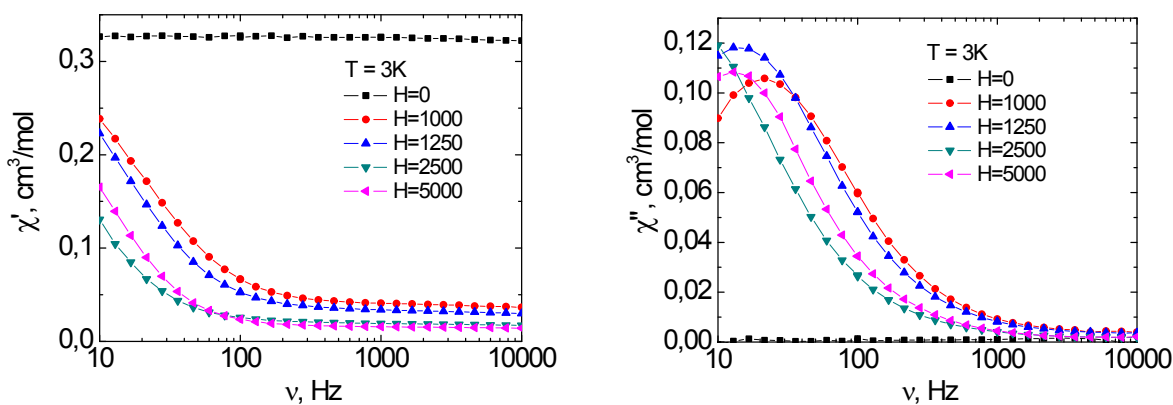 0,3
0,2
0,1
0,0
χ', cm³/mol
10 100 1000 10000
ν, Hz
T = 3K
H=0
H=1000
H=1250
H=2500
H=5000
0,12
0,10
0,08
0,06
0,04
0,02
0,00
χ'', cm³/mol
10 100 1000 10000
ν, Hz
T = 3K
H=0
H=1000
H=1250
H=2500
H=5000